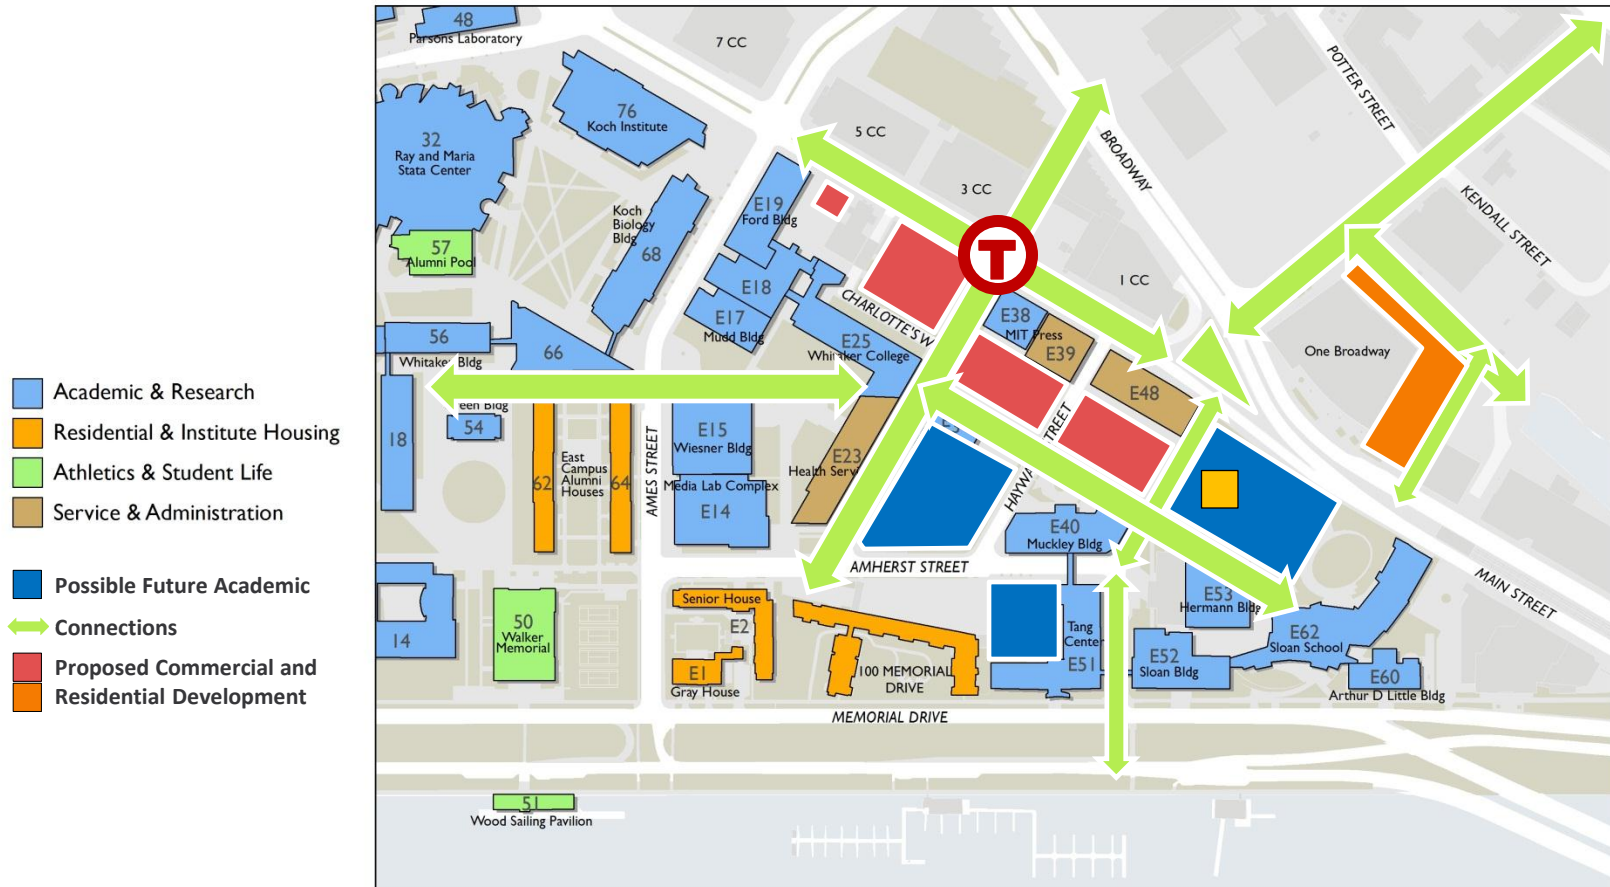 48
Parsons Laboratory
7 CC
POTTER STREET
76
Koch Institute
5 CC
BROADWAY
32
Ray and Maria
Stata Center
3 CC
KENDALL STREET
E19
Ford Bldg
Koch
Biology
Bldg
57
Alumni Pool
68
T
E18
CHARLOTTE'S W
1 CC
E17
Mudd Bldg
E38
MIT Press
E39
56
Whitaker Bldg
66
E25
Whitaker College
One Broadway
E48
Academic & Research
Residential & Institute Housing
Athletics & Student Life
Service & Administration
Possible Future Academic
Connections
Proposed Commercial and
Residential Development
een Bldg
18
54
East
Campus
Alumni
Houses
62
64
AMES STREET
E15
Wiesner Bldg
Media Lab Complex
E14
E23
Health Servi
HAYW
TREET
E40
Muckley Bldg
AMHERST STREET
MAIN STREET
14
50
Walker
Memorial
Senior House
E2
E1
Gray House
100 MEMORIAL
DRIVE
Tang
Center
E51
E53
Hermann Bldg
E52
Sloan Bldg
E62
Sloan School
E60
Arthur D Little Bldg
MEMORIAL DRIVE
51
Wood Sailing Pavilion